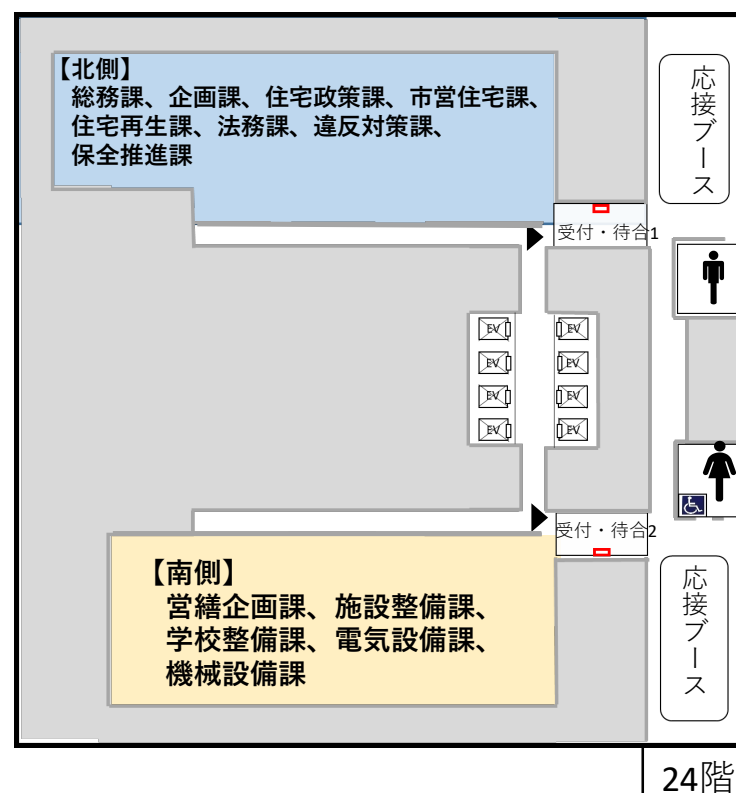 【北側】
総務課、企画課、住宅政策課、市営住宅課、
住宅再生課、法務課、違反対策課、
保全推進課
応接ブース
受付・待合1
EV
EV
EV
EV
EV
EV
EV
EV
受付・待合2
【南側】
営繕企画課、施設整備課、
学校整備課、電気設備課、
機械設備課
応接ブース
24階